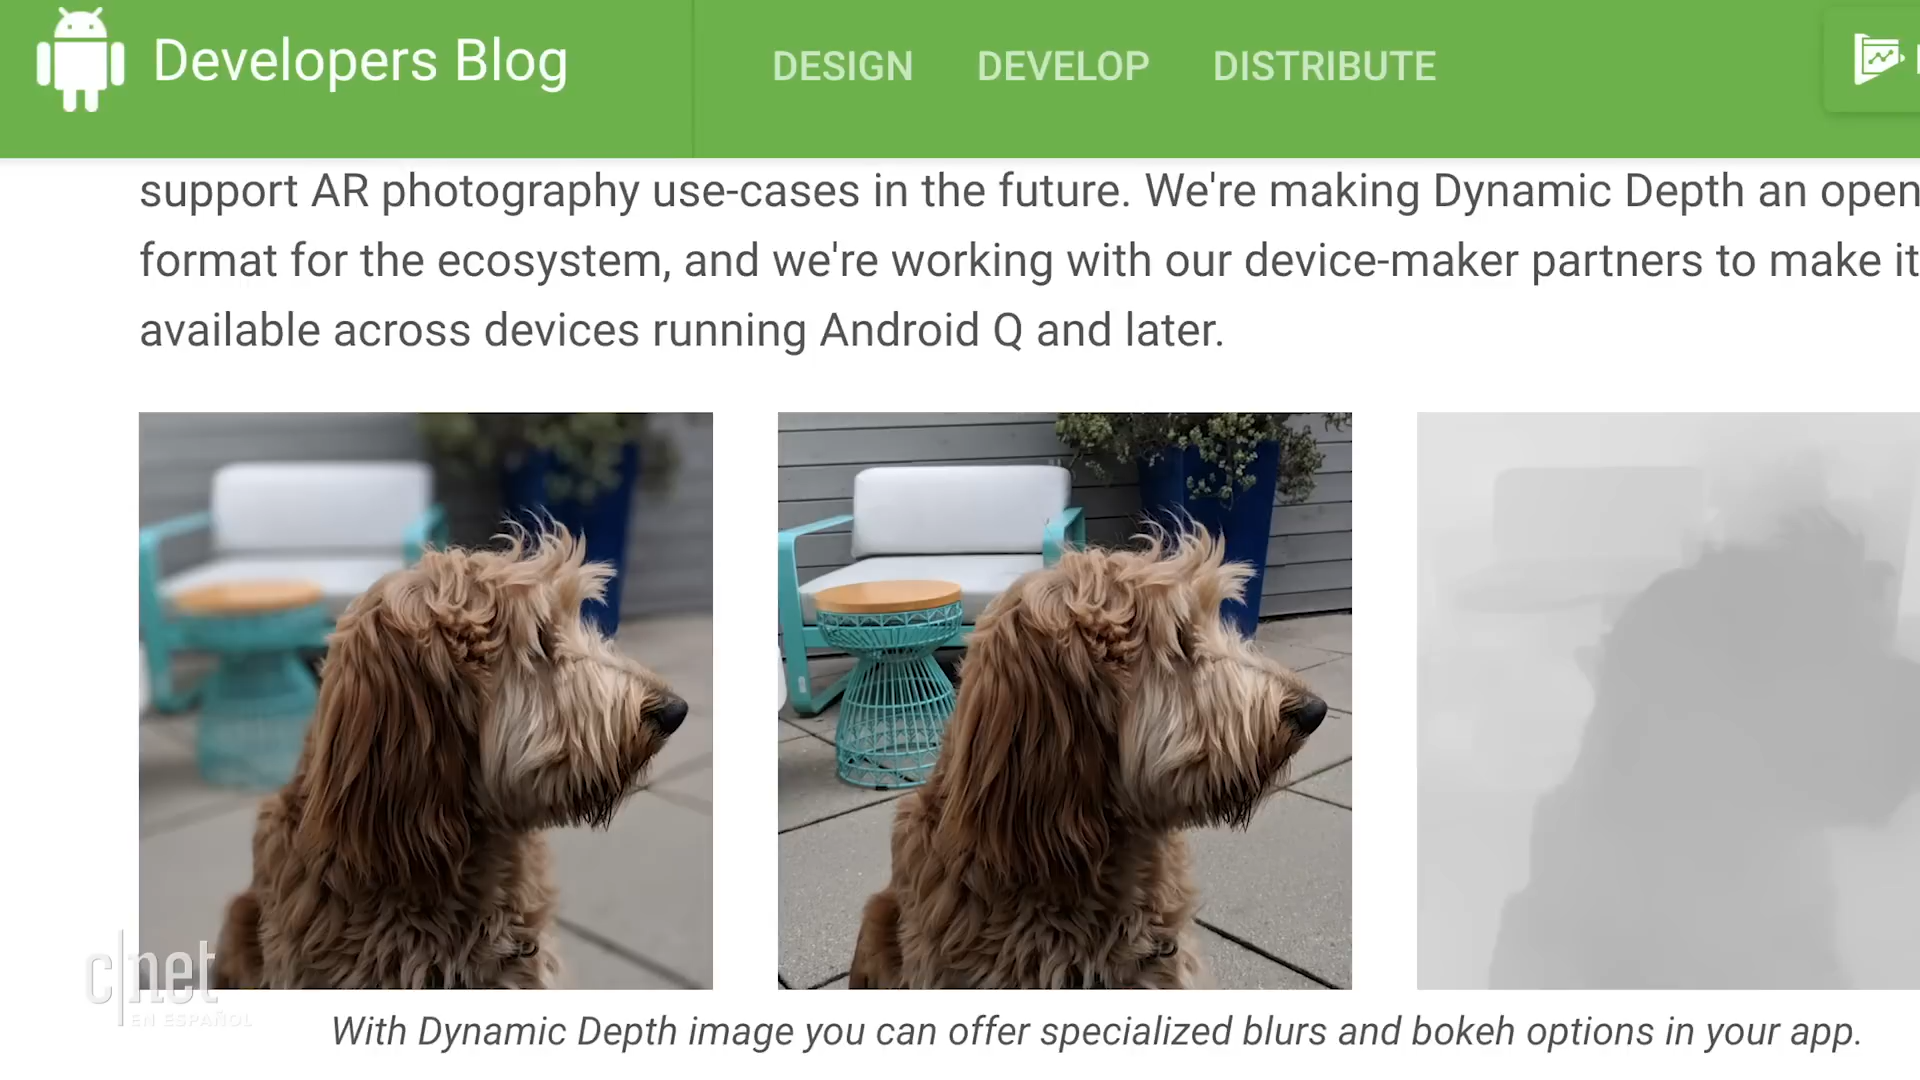 Developers Blog
DESIGN DEVELOP DISTRIBUTE
support AR photography use-cases in the future. We're making Dynamic Depth an open
format for the ecosystem, and we're working with our device-maker partners to make it
available across devices running Android Q and later.
c|net
EN ESPAÑOL
With Dynamic Depth image you can offer specialized blurs and bokeh options in your app.